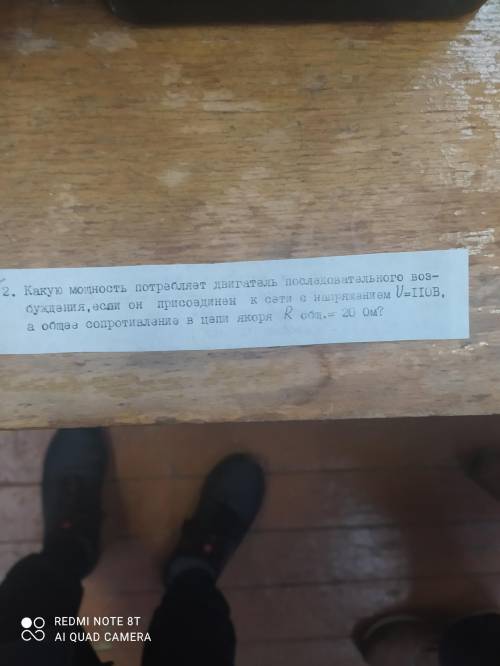 2. Какую мощность потребляет двигатель последовательного воз-
буждения,если он присоединен к сети с напряжением U=IIOB,
а общее сопротивление в цепи якоря R общ.= 20 Ом?
REDMI NOTE 8T
AI QUAD CAMERA